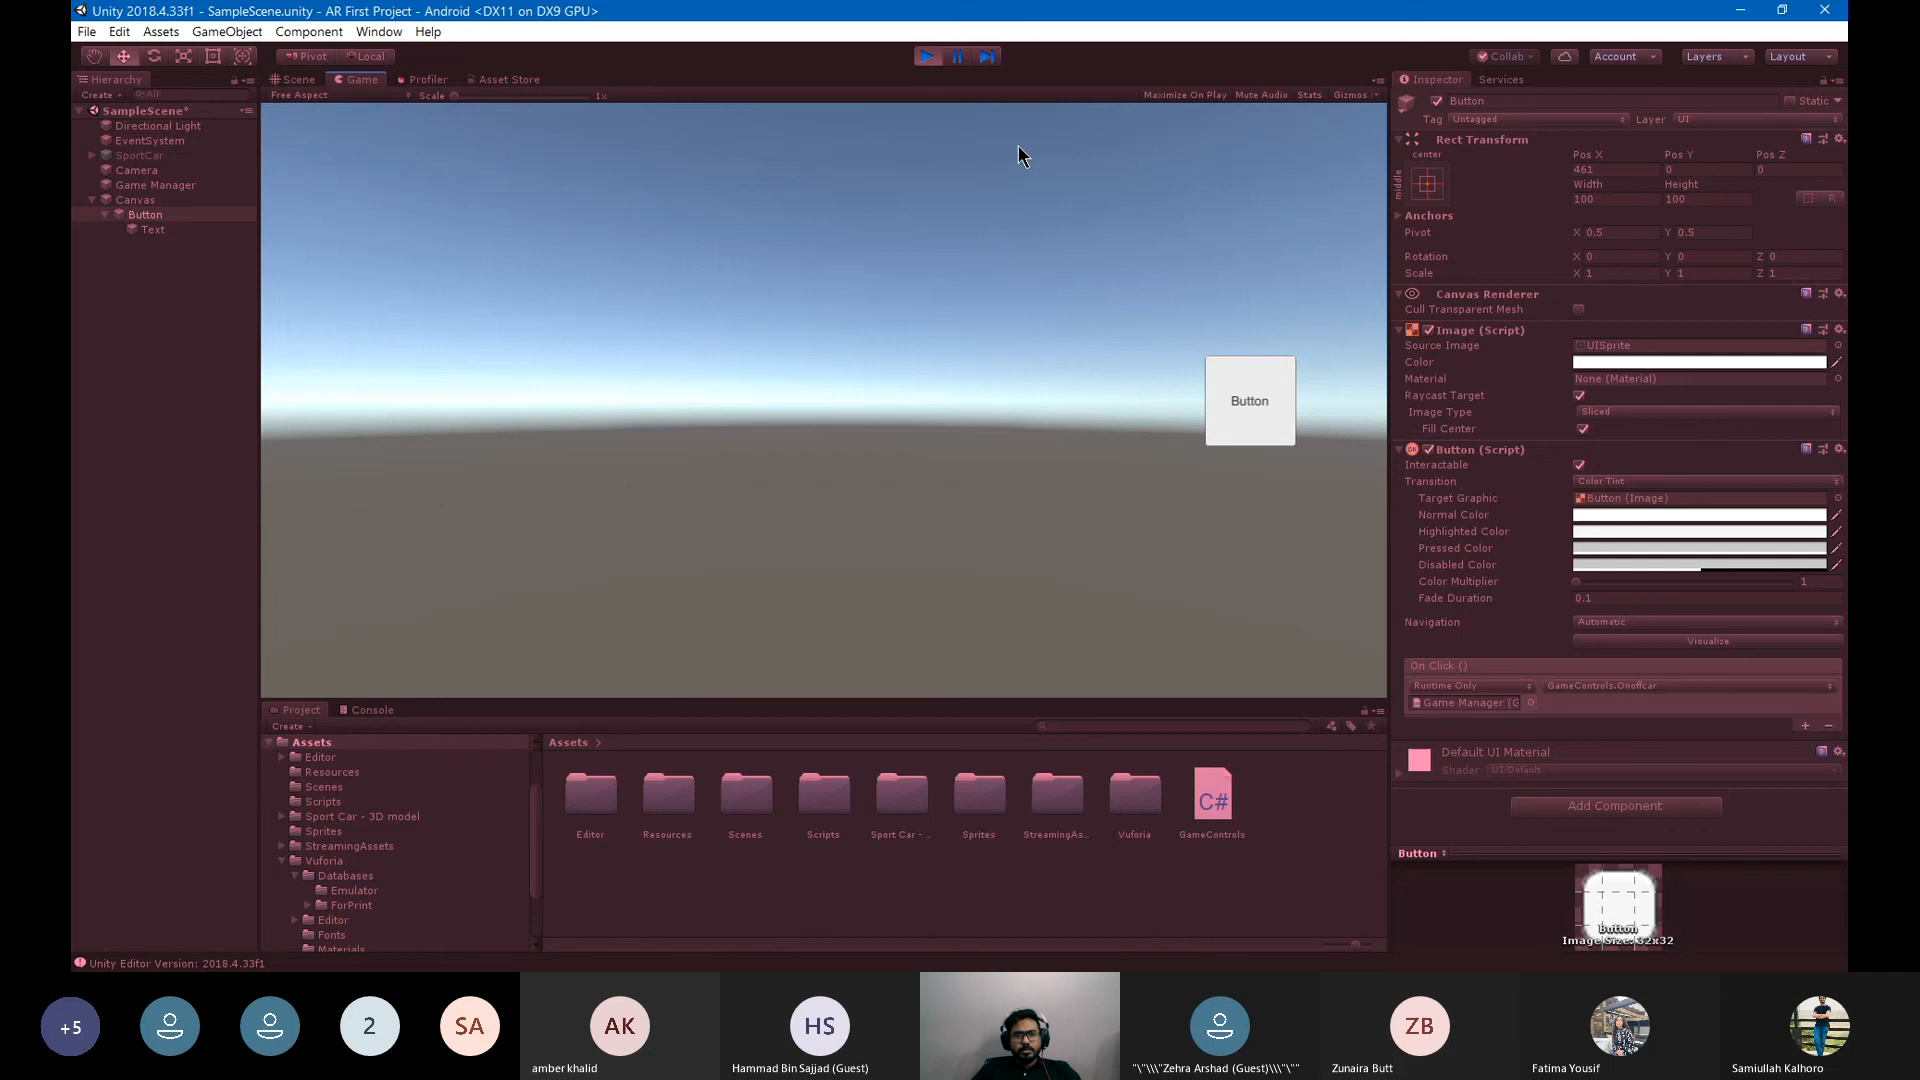 Unity 2018.4.33f1 - SampleScene.unity - AR First Project - Android <DX11 on DX9 GPU>
File Edit Assets GameObject Component Window Help
Pivot Local Collab Account Layers Layout
Hierarchy
Create All
SampleScene*
Directional Light
EventSystem
SportCar
Camera
Game Manager
Canvas
Button
Text
Scene Game Profiler Asset Store
Free Aspect Scale 1x Maximize On Play Mute Audio Stats Gizmos
Button
Inspector Services
Button Static
Tag Untagged Layer UI
Rect Transform
center
middle
Pos X Pos Y Pos Z
461 0 0
Width Height
100 100 R
Anchors
Pivot X 0.5 Y 0.5
Rotation X 0 Y 0 Z 0
Scale X 1 Y 1 Z 1
Canvas Renderer
Cull Transparent Mesh
Image (Script)
Source Image UISprite
Color
Material None (Material)
Raycast Target
Image Type Sliced
Fill Center
Button (Script)
Interactable
Transition Color Tint
Target Graphic Button (Image)
Normal Color
Highlighted Color
Pressed Color
Disabled Color
Color Multiplier 1
Fade Duration 0.1
Navigation Automatic
Visualize
On Click ()
Runtime Only GameControls.Onoffcar
Game Manager (G
+ −
Default UI Material
Shader UI/Default
Add Component
Button
Button
Image Size: 32x32
Project Console
Create
Assets
Editor
Resources
Scenes
Scripts
Sport Car - 3D model
Sprites
StreamingAssets
Vuforia
Databases
Emulator
ForPrint
Editor
Fonts
Materials
Assets >
Editor Resources Scenes Scripts Sport Car - ... Sprites StreamingAs... Vuforia GameControls
C#
Unity Editor Version: 2018.4.33f1
+5 2 SA AK HS ZB
amber khalid Hammad Bin Sajjad (Guest) "\"\\\"Zehra Arshad (Guest)\\\"\"" Zunaira Butt Fatima Yousif Samiullah Kalhoro